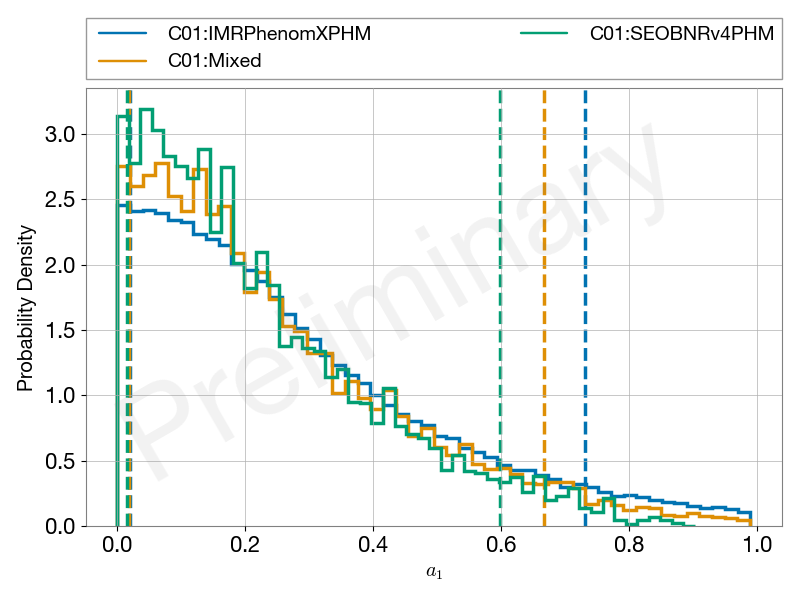 C01:IMRPhenomXPHM
C01:SEOBNRv4PHM
C01:Mixed
3.0
2.5
2.0
1.5
1.0
0.5
0.0
Probability Density
Preliminary
0.0 0.2 0.4 0.6 0.8 1.0
a₁